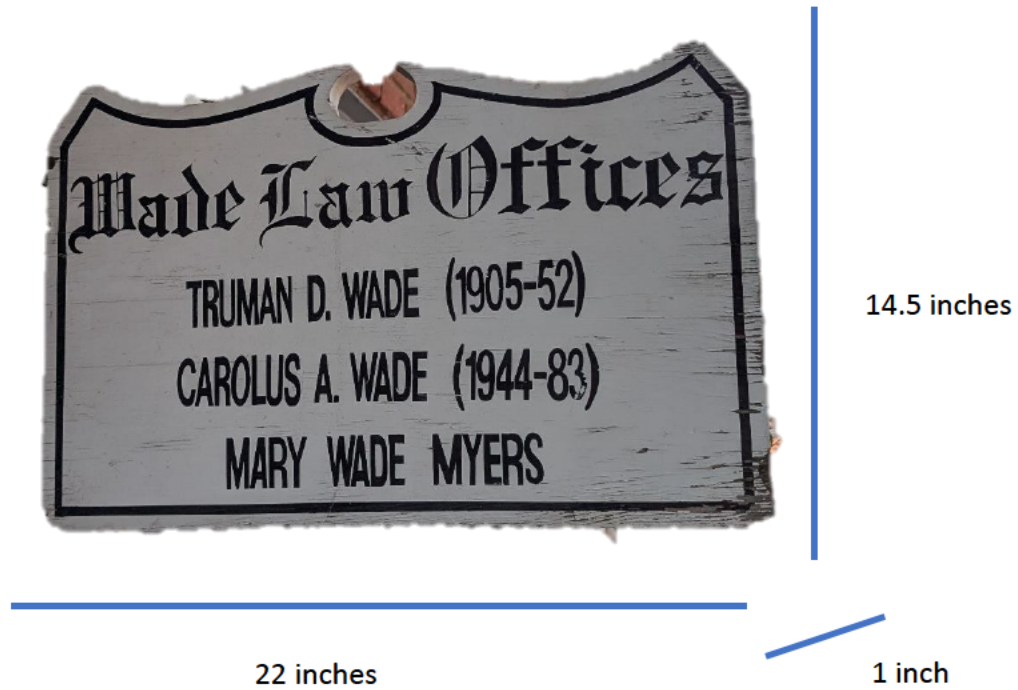 Wade Law Offices
TRUMAN D. WADE (1905-52)
CAROLUS A. WADE (1944-83)
MARY WADE MYERS
14.5 inches
22 inches
1 inch